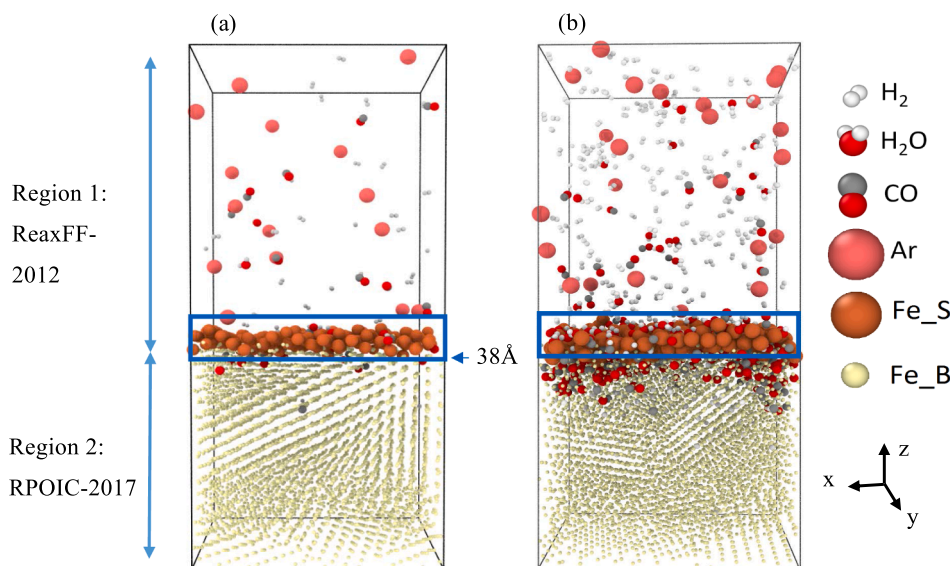 (a)
(b)
Region 1:
ReaxFF-
2012
38Å
Region 2:
RPOIC-2017
H₂
H₂O
CO
Ar
Fe_S
Fe_B
z
x
y